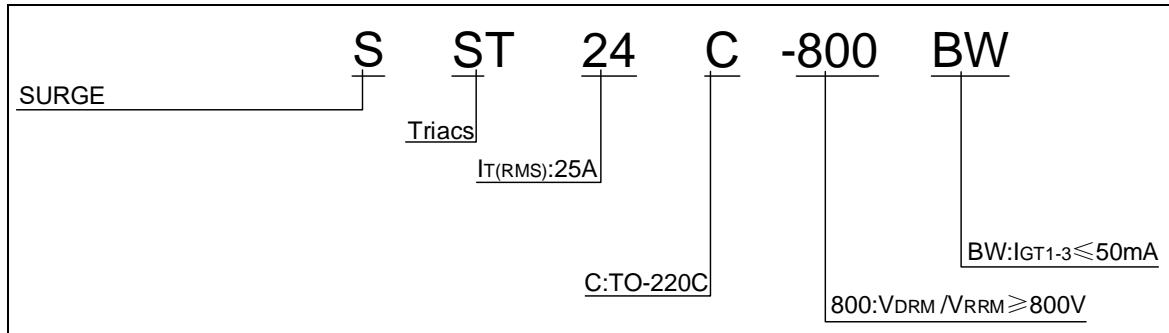 S ST 24 C -800 BW
SURGE
Triacs
IT(RMS):25A
BW:IGT1-3≤50mA
C:TO-220C
800:VDRM /VRRM≥800V